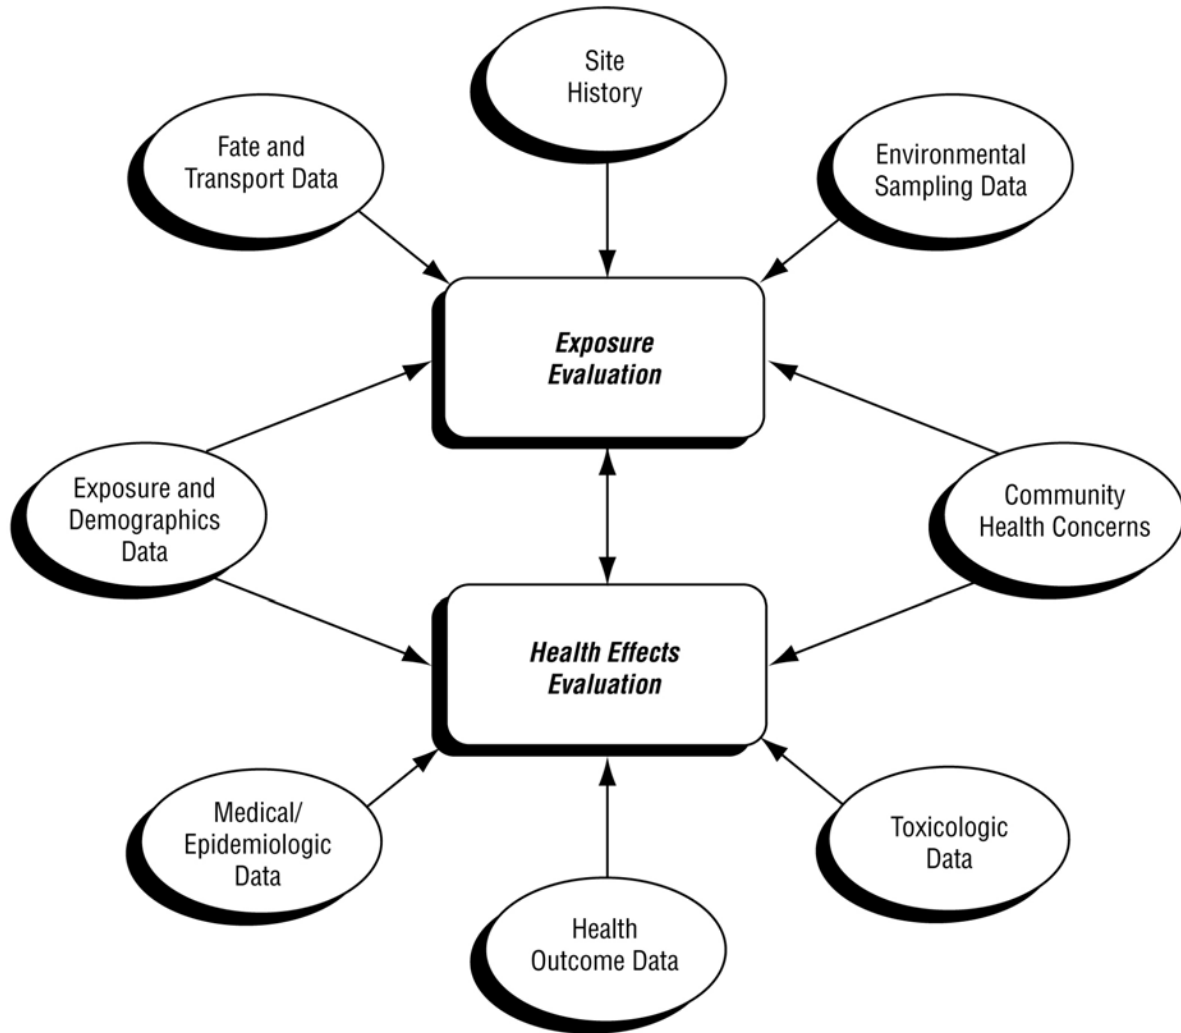 Site
History
Fate and
Transport Data
Environmental
Sampling Data
Exposure
Evaluation
Exposure and
Demographics
Data
Community
Health Concerns
Health Effects
Evaluation
Medical/
Epidemiologic
Data
Toxicologic
Data
Health
Outcome Data